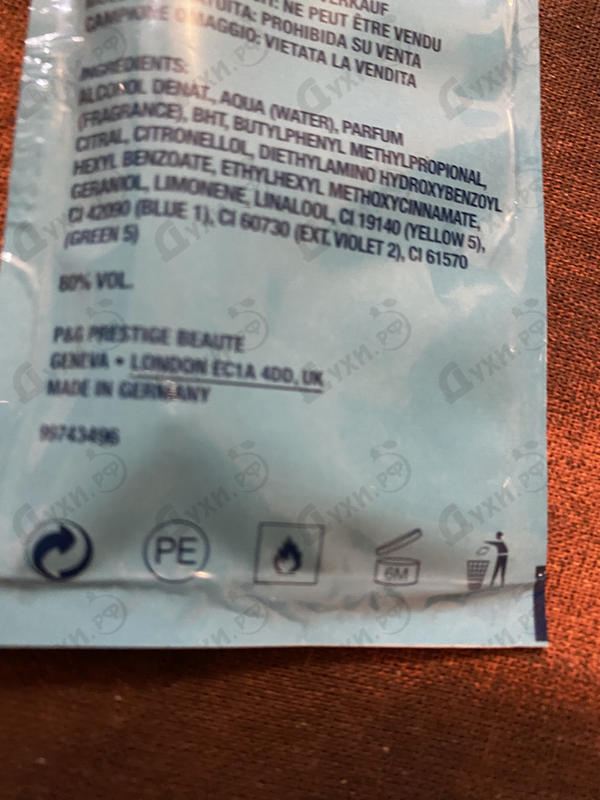 VERKAUF
NE PEUT ÊTRE VENDU
GRATUITA: PROHIBIDA SU VENTA
CAMPIONE OMAGGIO: VIETATA LA VENDITA
INGREDIENTS:
ALCOHOL DENAT., AQUA (WATER), PARFUM
(FRAGRANCE), BHT, BUTYLPHENYL METHYLPROPIONAL,
CITRAL, CITRONELLOL, DIETHYLAMINO HYDROXYBENZOYL
HEXYL BENZOATE, ETHYLHEXYL METHOXYCINNAMATE,
GERANIOL, LIMONENE, LINALOOL, CI 19140 (YELLOW 5),
CI 42090 (BLUE 1), CI 60730 (EXT. VIOLET 2), CI 61570
(GREEN 5)
80% VOL.
P&G PRESTIGE BEAUTE
GENEVA • LONDON EC1A 4DD, UK
MADE IN GERMANY
99743496
PE
6M
Духи.рф